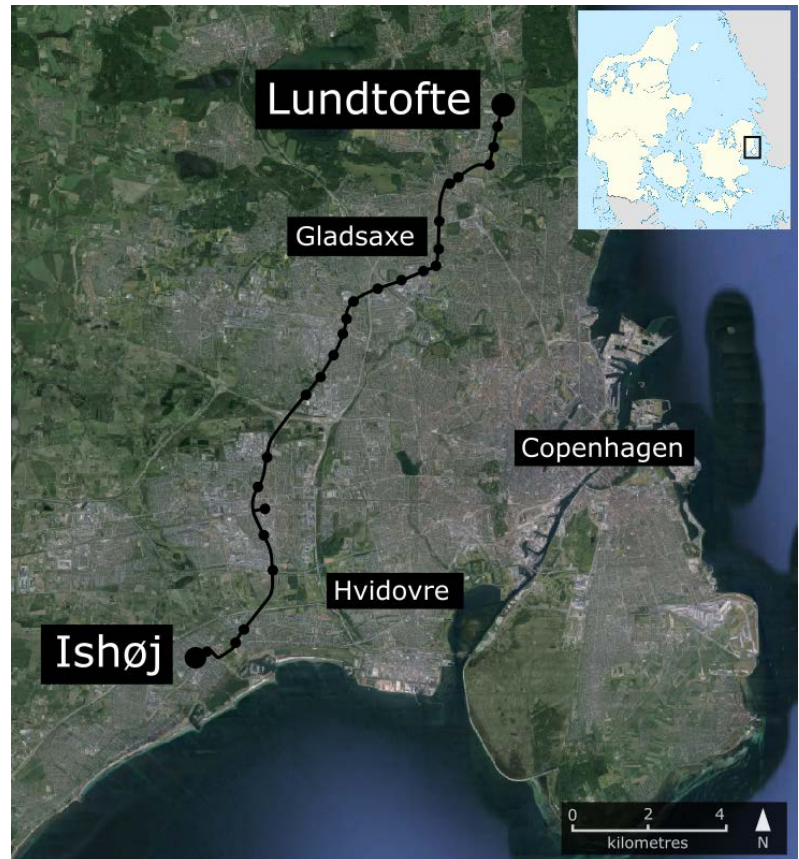 Lundtofte
Gladsaxe
Copenhagen
Hvidovre
Ishøj
0 2 4
kilometres
N